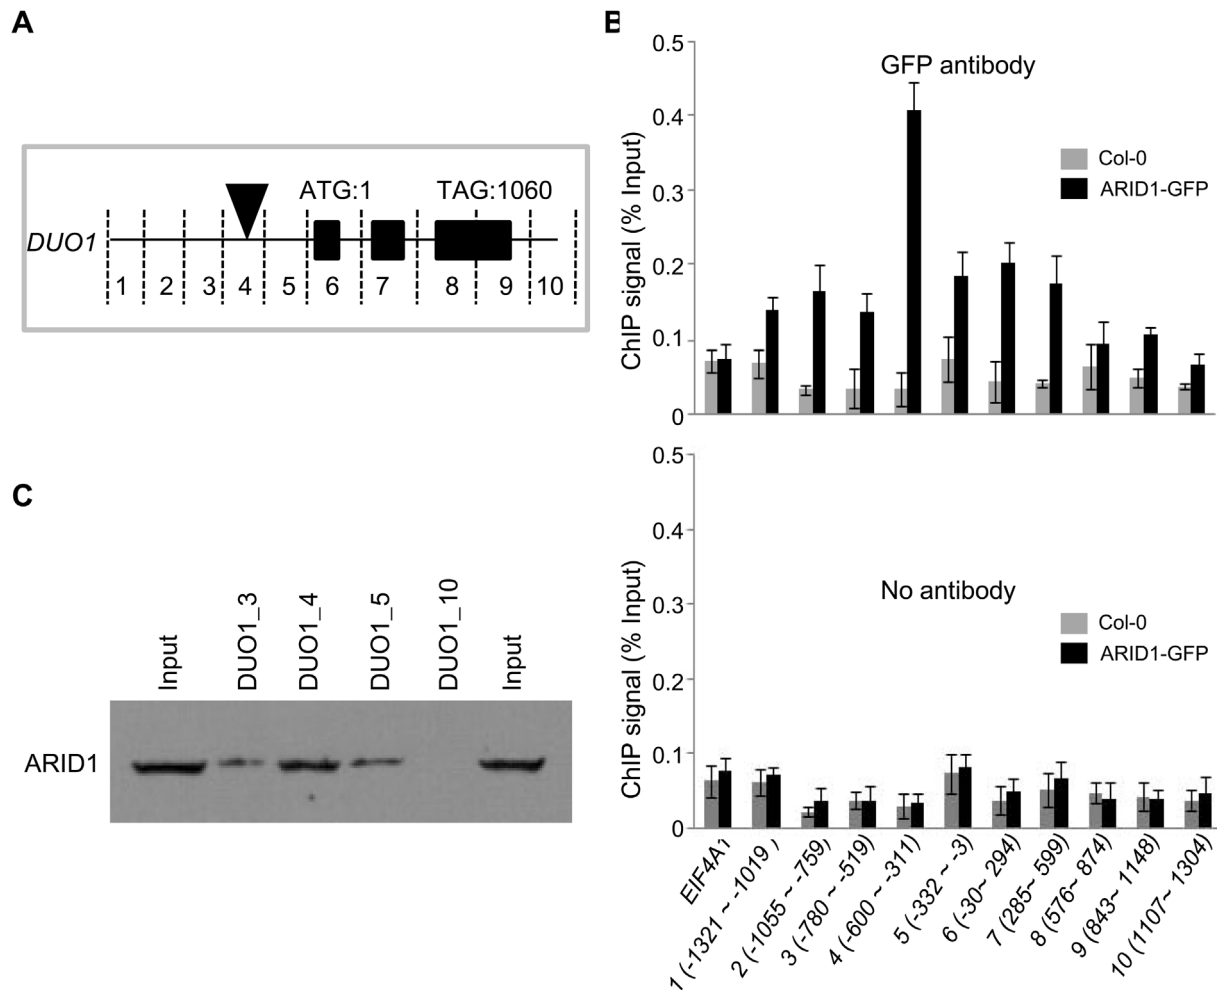 A
ATG:1 TAG:1060
DUO1
1 2 3 4 5 6 7 8 9 10
B
GFP antibody
ChIP signal (% Input)
0.5
0.4
0.3
0.2
0.1
0
Col-0
ARID1-GFP
No antibody
ChIP signal (% Input)
0.5
0.4
0.3
0.2
0.1
0
Col-0
ARID1-GFP
EIF4A1
1 (-1321 ~ -1019 )
2 (-1055 ~ -759)
3 (-780 ~ -519)
4 (-600 ~ -311)
5 (-332 ~ -3)
6 (-30~ 294)
7 (285~ 599)
8 (576~ 874)
9 (843~ 1148)
10 (1107~ 1304)
C
Input
DUO1_3
DUO1_4
DUO1_5
DUO1_10
Input
ARID1